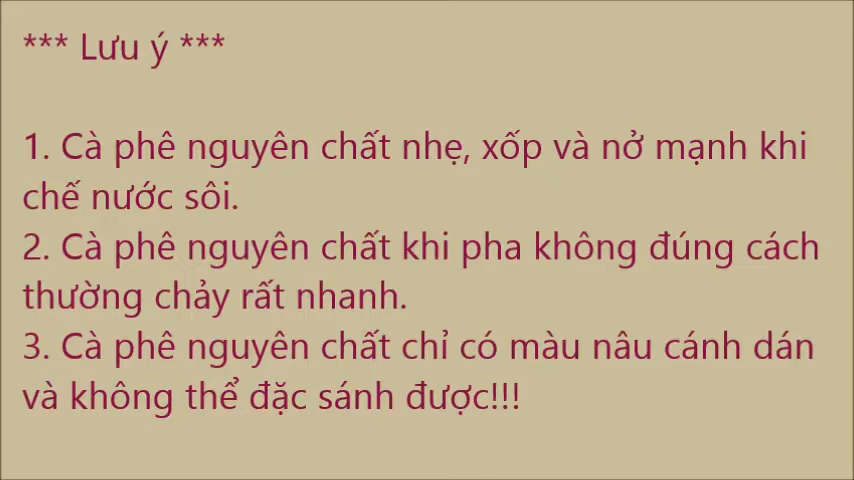 *** Lưu ý ***
1. Cà phê nguyên chất nhẹ, xốp và nở mạnh khi
chế nước sôi.
2. Cà phê nguyên chất khi pha không đúng cách
thường chảy rất nhanh.
3. Cà phê nguyên chất chỉ có màu nâu cánh dán
và không thể đặc sánh được!!!